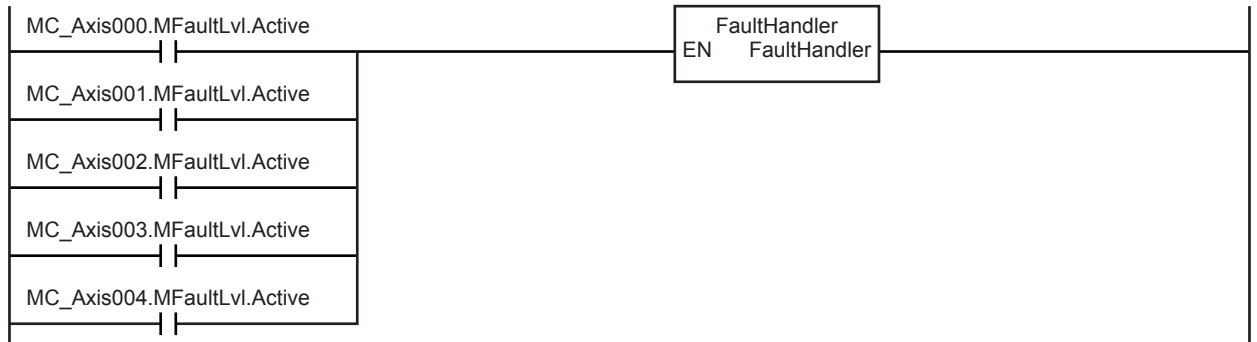 MC_Axis000.MFaultLvl.Active
FaultHandler
EN FaultHandler
MC_Axis001.MFaultLvl.Active
MC_Axis002.MFaultLvl.Active
MC_Axis003.MFaultLvl.Active
MC_Axis004.MFaultLvl.Active